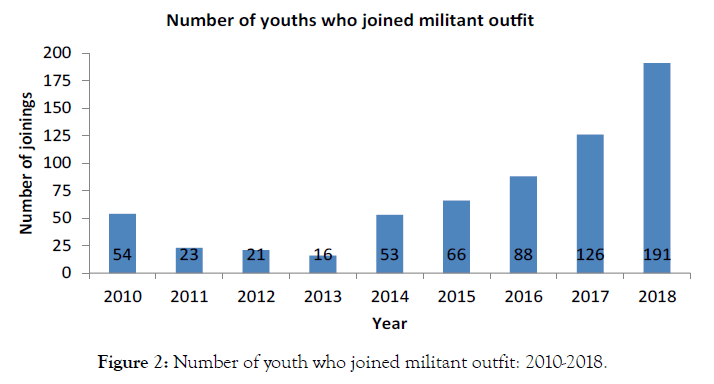 Number of youths who joined militant outfit
Number of joinings
200
175
150
125
100
75
50
25
0
54 23 21 16 53 66 88 126 191
2010 2011 2012 2013 2014 2015 2016 2017 2018
Year
Figure 2: Number of youth who joined militant outfit: 2010-2018.